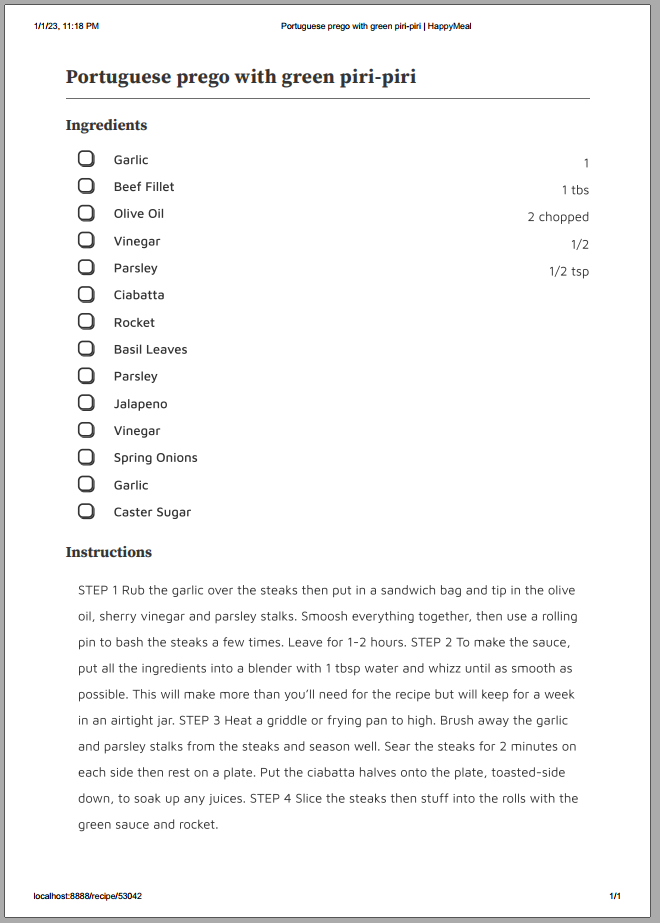 1/1/23, 11:18 PM Portuguese prego with green piri-piri | HappyMeal
Portuguese prego with green piri-piri
Ingredients
Garlic 1
Beef Fillet 1 tbs
Olive Oil 2 chopped
Vinegar 1/2
Parsley 1/2 tsp
Ciabatta
Rocket
Basil Leaves
Parsley
Jalapeno
Vinegar
Spring Onions
Garlic
Caster Sugar
Instructions
STEP 1 Rub the garlic over the steaks then put in a sandwich bag and tip in the olive
oil, sherry vinegar and parsley stalks. Smoosh everything together, then use a rolling
pin to bash the steaks a few times. Leave for 1-2 hours. STEP 2 To make the sauce,
put all the ingredients into a blender with 1 tbsp water and whizz until as smooth as
possible. This will make more than you’ll need for the recipe but will keep for a week
in an airtight jar. STEP 3 Heat a griddle or frying pan to high. Brush away the garlic
and parsley stalks from the steaks and season well. Sear the steaks for 2 minutes on
each side then rest on a plate. Put the ciabatta halves onto the plate, toasted-side
down, to soak up any juices. STEP 4 Slice the steaks then stuff into the rolls with the
green sauce and rocket.
localhost:8888/recipe/53042 1/1